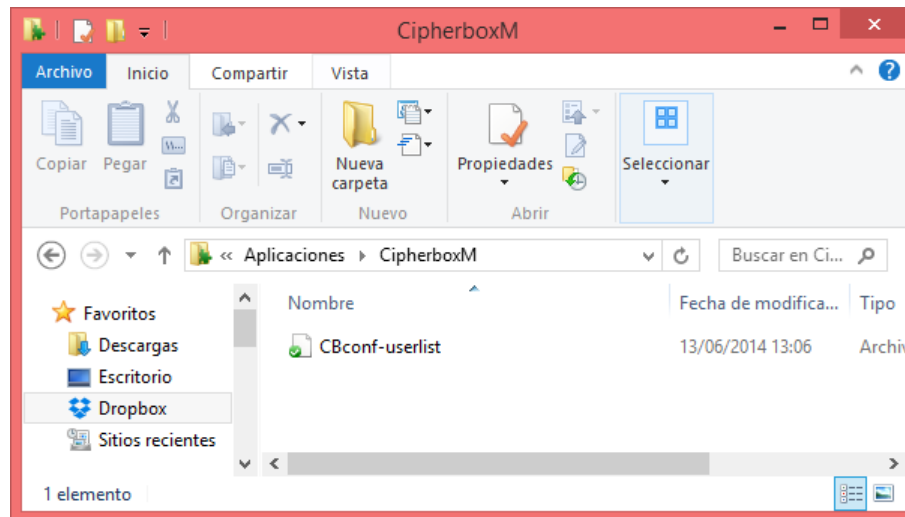 CipherboxM
Archivo Inicio Compartir Vista
Copiar Pegar Nueva carpeta Propiedades Seleccionar
Portapapeles Organizar Nuevo Abrir
« Aplicaciones CipherboxM Buscar en Ci...
Favoritos Nombre Fecha de modifica... Tipo
Descargas CBconf-userlist 13/06/2014 13:06 Archiv
Escritorio
Dropbox
Sitios recientes
1 elemento